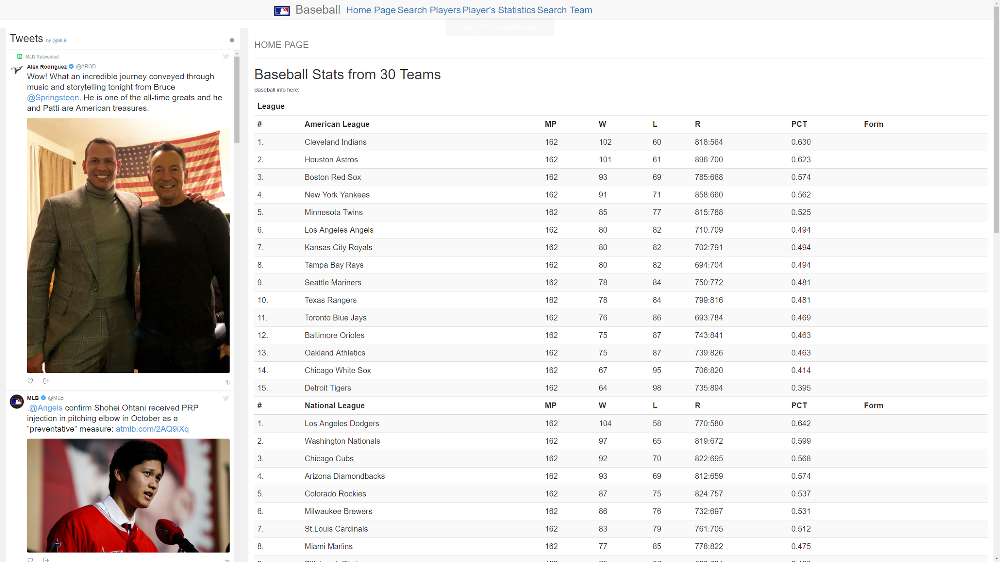 Baseball Home Page Search Players Player's Statistics Search Team
Press F11 to exit full screen
Tweets by @MLB
MLB Retweeted
Alex Rodriguez @AROD
Wow! What an incredible journey conveyed through
music and storytelling tonight from Bruce
@Springsteen. He is one of the all-time greats and he
and Patti are American treasures.
1h
MLB @MLB
.@Angels confirm Shohei Ohtani received PRP
injection in pitching elbow in October as a
“preventative” measure: atmlb.com/2AQ9iXq
1h
HOME PAGE
Baseball Stats from 30 Teams
Baseball info here:
League
# American League MP W L R PCT Form
1. Cleveland Indians 162 102 60 818:564 0.630
2. Houston Astros 162 101 61 896:700 0.623
3. Boston Red Sox 162 93 69 785:668 0.574
4. New York Yankees 162 91 71 858:660 0.562
5. Minnesota Twins 162 85 77 815:788 0.525
6. Los Angeles Angels 162 80 82 710:709 0.494
7. Kansas City Royals 162 80 82 702:791 0.494
8. Tampa Bay Rays 162 80 82 694:704 0.494
9. Seattle Mariners 162 78 84 750:772 0.481
10. Texas Rangers 162 78 84 799:816 0.481
11. Toronto Blue Jays 162 76 86 693:784 0.469
12. Baltimore Orioles 162 75 87 743:841 0.463
13. Oakland Athletics 162 75 87 739:826 0.463
14. Chicago White Sox 162 67 95 706:820 0.414
15. Detroit Tigers 162 64 98 735:894 0.395
# National League MP W L R PCT Form
1. Los Angeles Dodgers 162 104 58 770:580 0.642
2. Washington Nationals 162 97 65 819:672 0.599
3. Chicago Cubs 162 92 70 822:695 0.568
4. Arizona Diamondbacks 162 93 69 812:659 0.574
5. Colorado Rockies 162 87 75 824:757 0.537
6. Milwaukee Brewers 162 86 76 732:697 0.531
7. St.Louis Cardinals 162 83 79 761:705 0.512
8. Miami Marlins 162 77 85 778:822 0.475